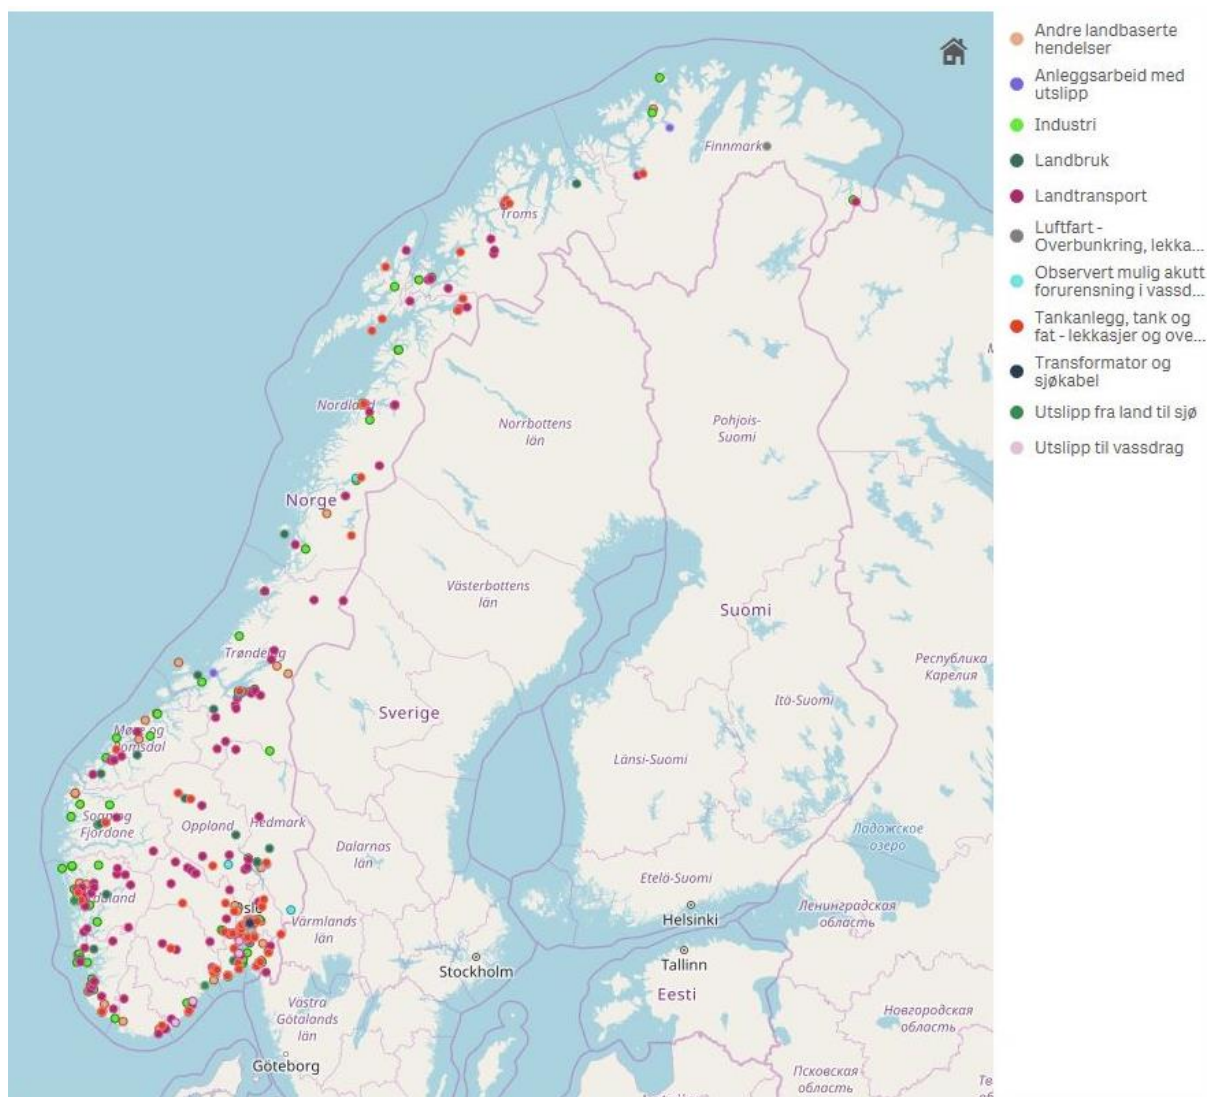 Andre landbaserte
hendelser
Anleggsarbeid med
utslipp
Industri
Landbruk
Landtransport
Luftfart -
Overbunkring, lekka...
Observert mulig akutt
forurensning i vassd...
Tankanlegg, tank og
fat - lekkasjer og ove...
Transformator og
sjøkabel
Utslipp fra land til sjø
Utslipp til vassdrag
Finnmark
Troms
Nordland
Norrbottens
län
Pohjois-
Suomi
Norge
Västerbottens
län
Suomi
Trøndelag
Республика
Карелия
Sverige
Itä-Suomi
Møre og
Romsdal
Länsi-Suomi
Sogn og
Fjordane
Oppland
Hedmark
Ладожское
озеро
Dalarnas
län
Etelä-Suomi
Oslo
Värmlands
län
Helsinki
Ленинградская
область
Stockholm
Tallinn
Eesti
Västra
Götalands
län
Новгородская
область
Göteborg
Псковская
область